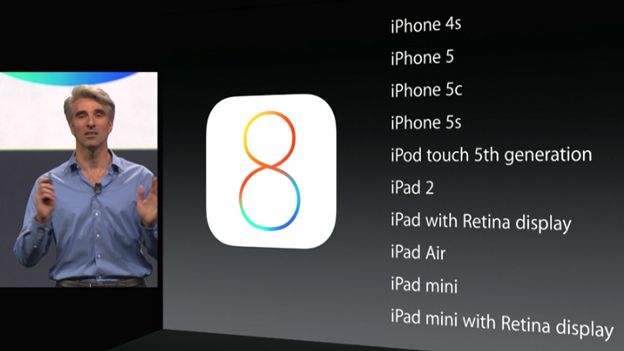 8
iPhone 4s
iPhone 5
iPhone 5c
iPhone 5s
iPod touch 5th generation
iPad 2
iPad with Retina display
iPad Air
iPad mini
iPad mini with Retina display